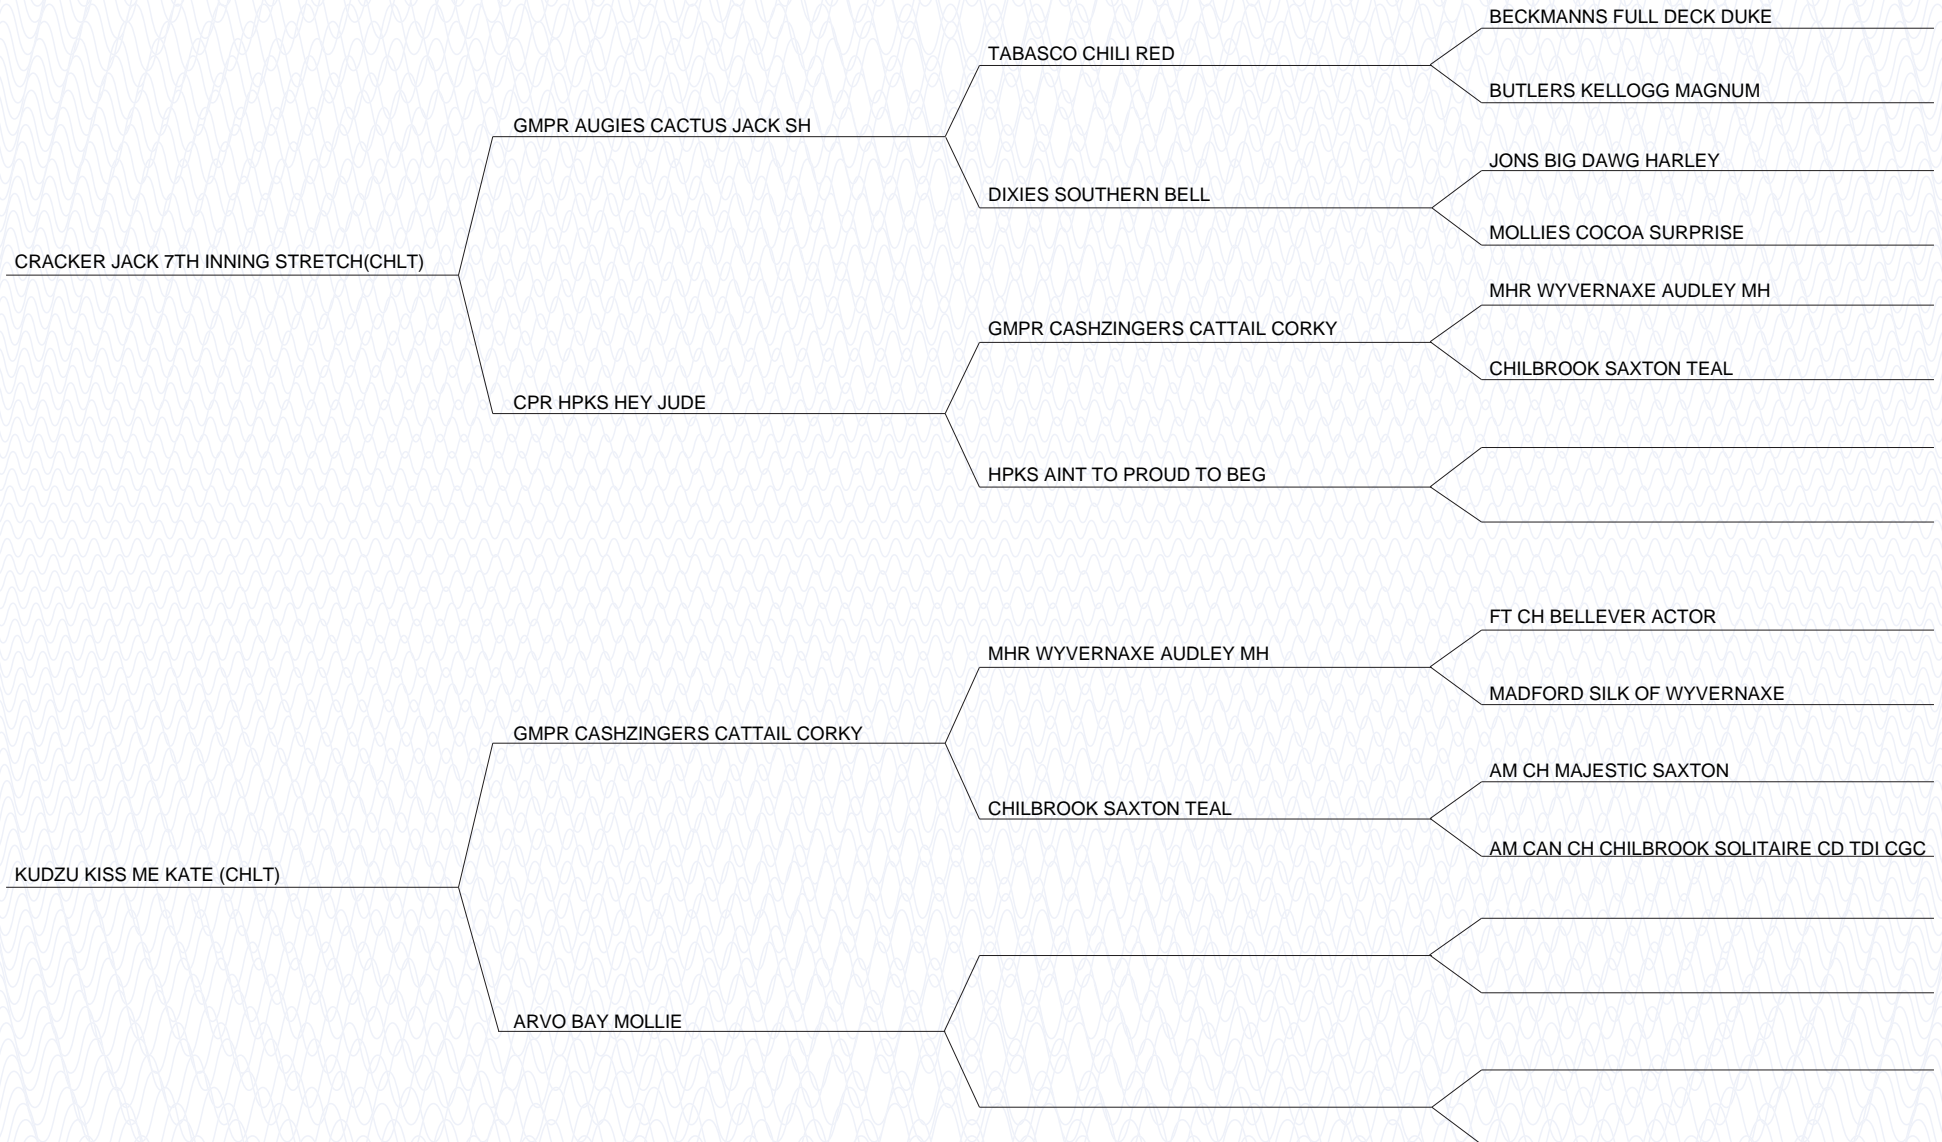 BECKMANNS FULL DECK DUKE
TABASCO CHILI RED
BUTLERS KELLOGG MAGNUM
GMPR AUGIES CACTUS JACK SH
JONS BIG DAWG HARLEY
DIXIES SOUTHERN BELL
MOLLIES COCOA SURPRISE
CRACKER JACK 7TH INNING STRETCH(CHLT)
MHR WYVERNAXE AUDLEY MH
GMPR CASHZINGERS CATTAIL CORKY
CHILBROOK SAXTON TEAL
CPR HPKS HEY JUDE
HPKS AINT TO PROUD TO BEG
FT CH BELLEVER ACTOR
MHR WYVERNAXE AUDLEY MH
MADFORD SILK OF WYVERNAXE
GMPR CASHZINGERS CATTAIL CORKY
AM CH MAJESTIC SAXTON
CHILBROOK SAXTON TEAL
AM CAN CH CHILBROOK SOLITAIRE CD TDI CGC
KUDZU KISS ME KATE (CHLT)
ARVO BAY MOLLIE